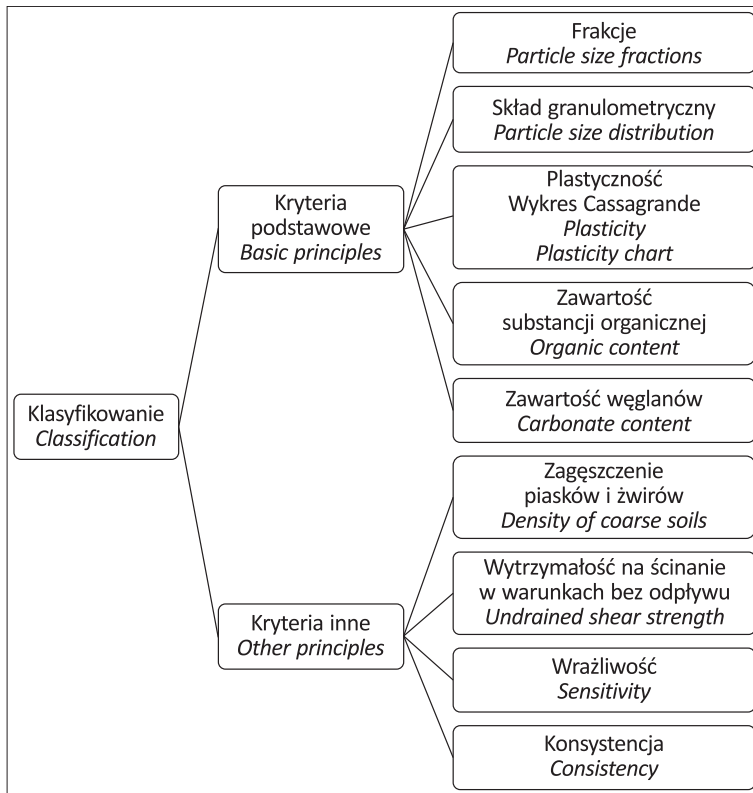 Klasyfikowanie
Classification
Kryteria
podstawowe
Basic principles
Frakcje
Particle size fractions
Skład granulometryczny
Particle size distribution
Plastyczność
Wykres Cassagrande
Plasticity
Plasticity chart
Zawartość
substancji organicznej
Organic content
Zawartość węglanów
Carbonate content
Kryteria inne
Other principles
Zagęszczenie
piasków i żwirów
Density of coarse soils
Wytrzymałość na ścinanie
w warunkach bez odpływu
Undrained shear strength
Wrażliwość
Sensitivity
Konsystencja
Consistency